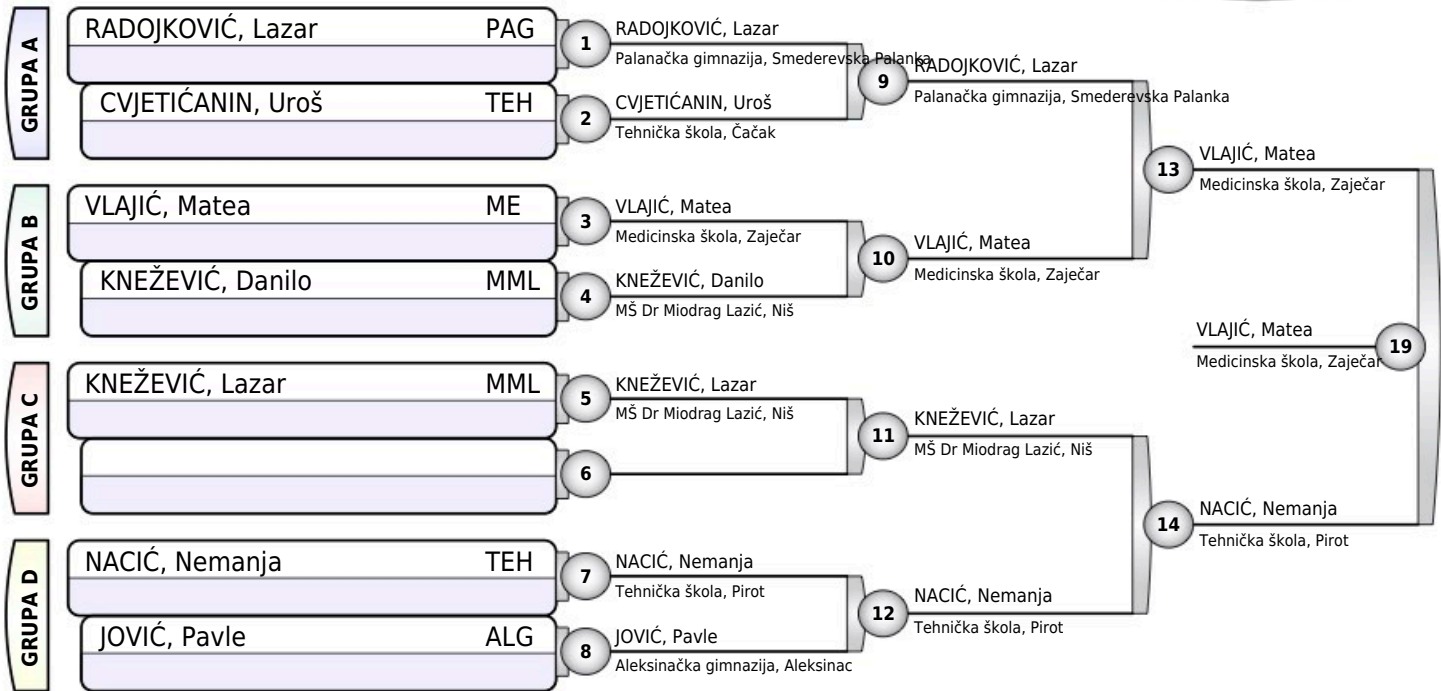 GRUPA A
RADOJKOVIĆ, Lazar PAG
CVJETIĆANIN, Uroš TEH
GRUPA B
VLAJIĆ, Matea ME
KNEŽEVIĆ, Danilo MML
GRUPA C
KNEŽEVIĆ, Lazar MML
GRUPA D
NACIĆ, Nemanja TEH
JOVIĆ, Pavle ALG
1
RADOJKOVIĆ, Lazar
Palanačka gimnazija, Smederevska Palanka
2
CVJETIĆANIN, Uroš
Tehnička škola, Čačak
3
VLAJIĆ, Matea
Medicinska škola, Zaječar
4
KNEŽEVIĆ, Danilo
MŠ Dr Miodrag Lazić, Niš
5
KNEŽEVIĆ, Lazar
MŠ Dr Miodrag Lazić, Niš
6
7
NACIĆ, Nemanja
Tehnička škola, Pirot
8
JOVIĆ, Pavle
Aleksinačka gimnazija, Aleksinac
9
RADOJKOVIĆ, Lazar
Palanačka gimnazija, Smederevska Palanka
10
VLAJIĆ, Matea
Medicinska škola, Zaječar
11
KNEŽEVIĆ, Lazar
MŠ Dr Miodrag Lazić, Niš
12
NACIĆ, Nemanja
Tehnička škola, Pirot
13
VLAJIĆ, Matea
Medicinska škola, Zaječar
14
NACIĆ, Nemanja
Tehnička škola, Pirot
VLAJIĆ, Matea
Medicinska škola, Zaječar
19